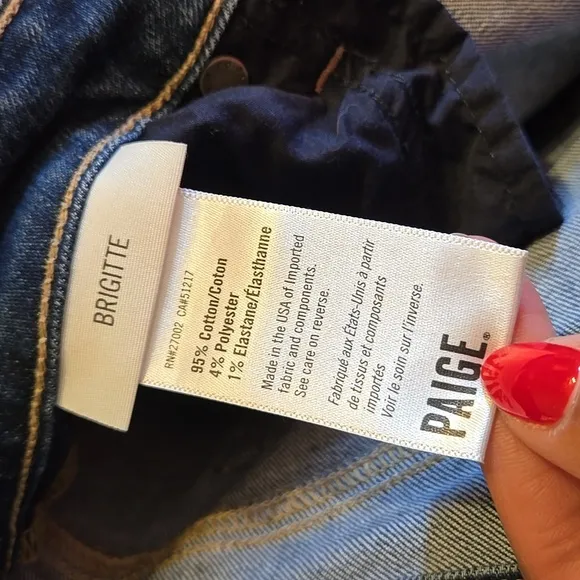 BRIGITTE
RN#27002 CA#51217
95% Cotton/Coton
4% Polyester
1% Elastane/Élasthanne
Made in the USA of Imported
fabric and components.
See care on reverse.
Fabriqué aux États-Unis à partir
de tissus et composants
importés
Voir le soin sur l'inverse.
PAIGE®